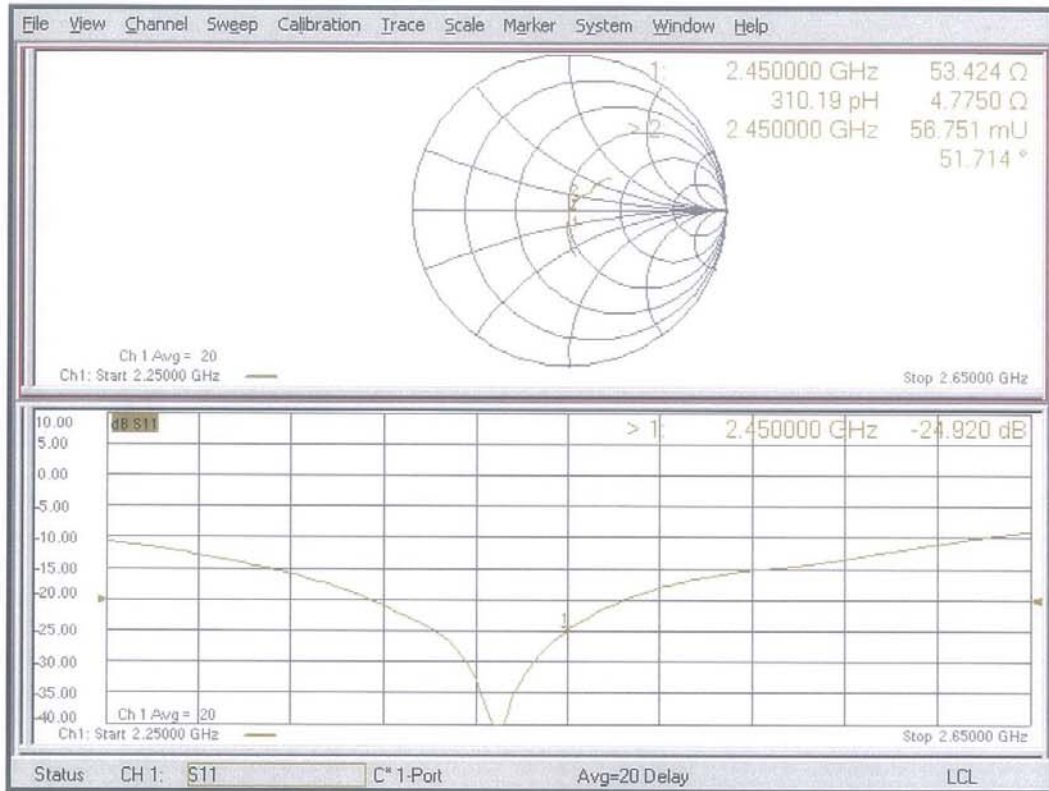 File View Channel Sweep Calibration Trace Scale Marker System Window Help
1: 2.450000 GHz 53.424 Ω
310.19 pH 4.7750 Ω
> 2: 2.450000 GHz 56.751 mU
51.714 °
Ch 1 Avg = 20
Ch1: Start 2.25000 GHz
Stop 2.65000 GHz
10.00
dB S11
> 1: 2.450000 GHz -24.920 dB
5.00
0.00
-5.00
-10.00
-15.00
-20.00
1
-25.00
-30.00
-35.00
-40.00
Ch 1 Avg = 20
Ch1: Start 2.25000 GHz
Stop 2.65000 GHz
Status CH 1: S11 C* 1-Port Avg=20 Delay LCL